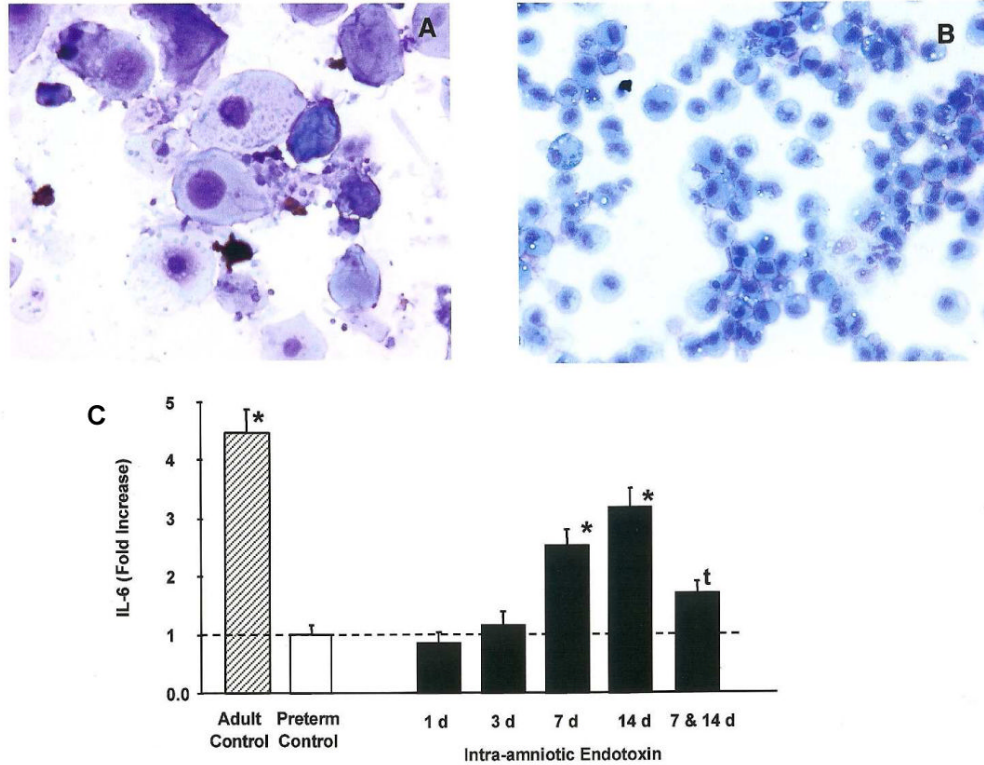 A
B
C
IL-6 (Fold Increase)
5
4
3
2
1
0.0
*
*
*
t
Adult Control
Preterm Control
1 d
3 d
7 d
14 d
7 & 14 d
Intra-amniotic Endotoxin